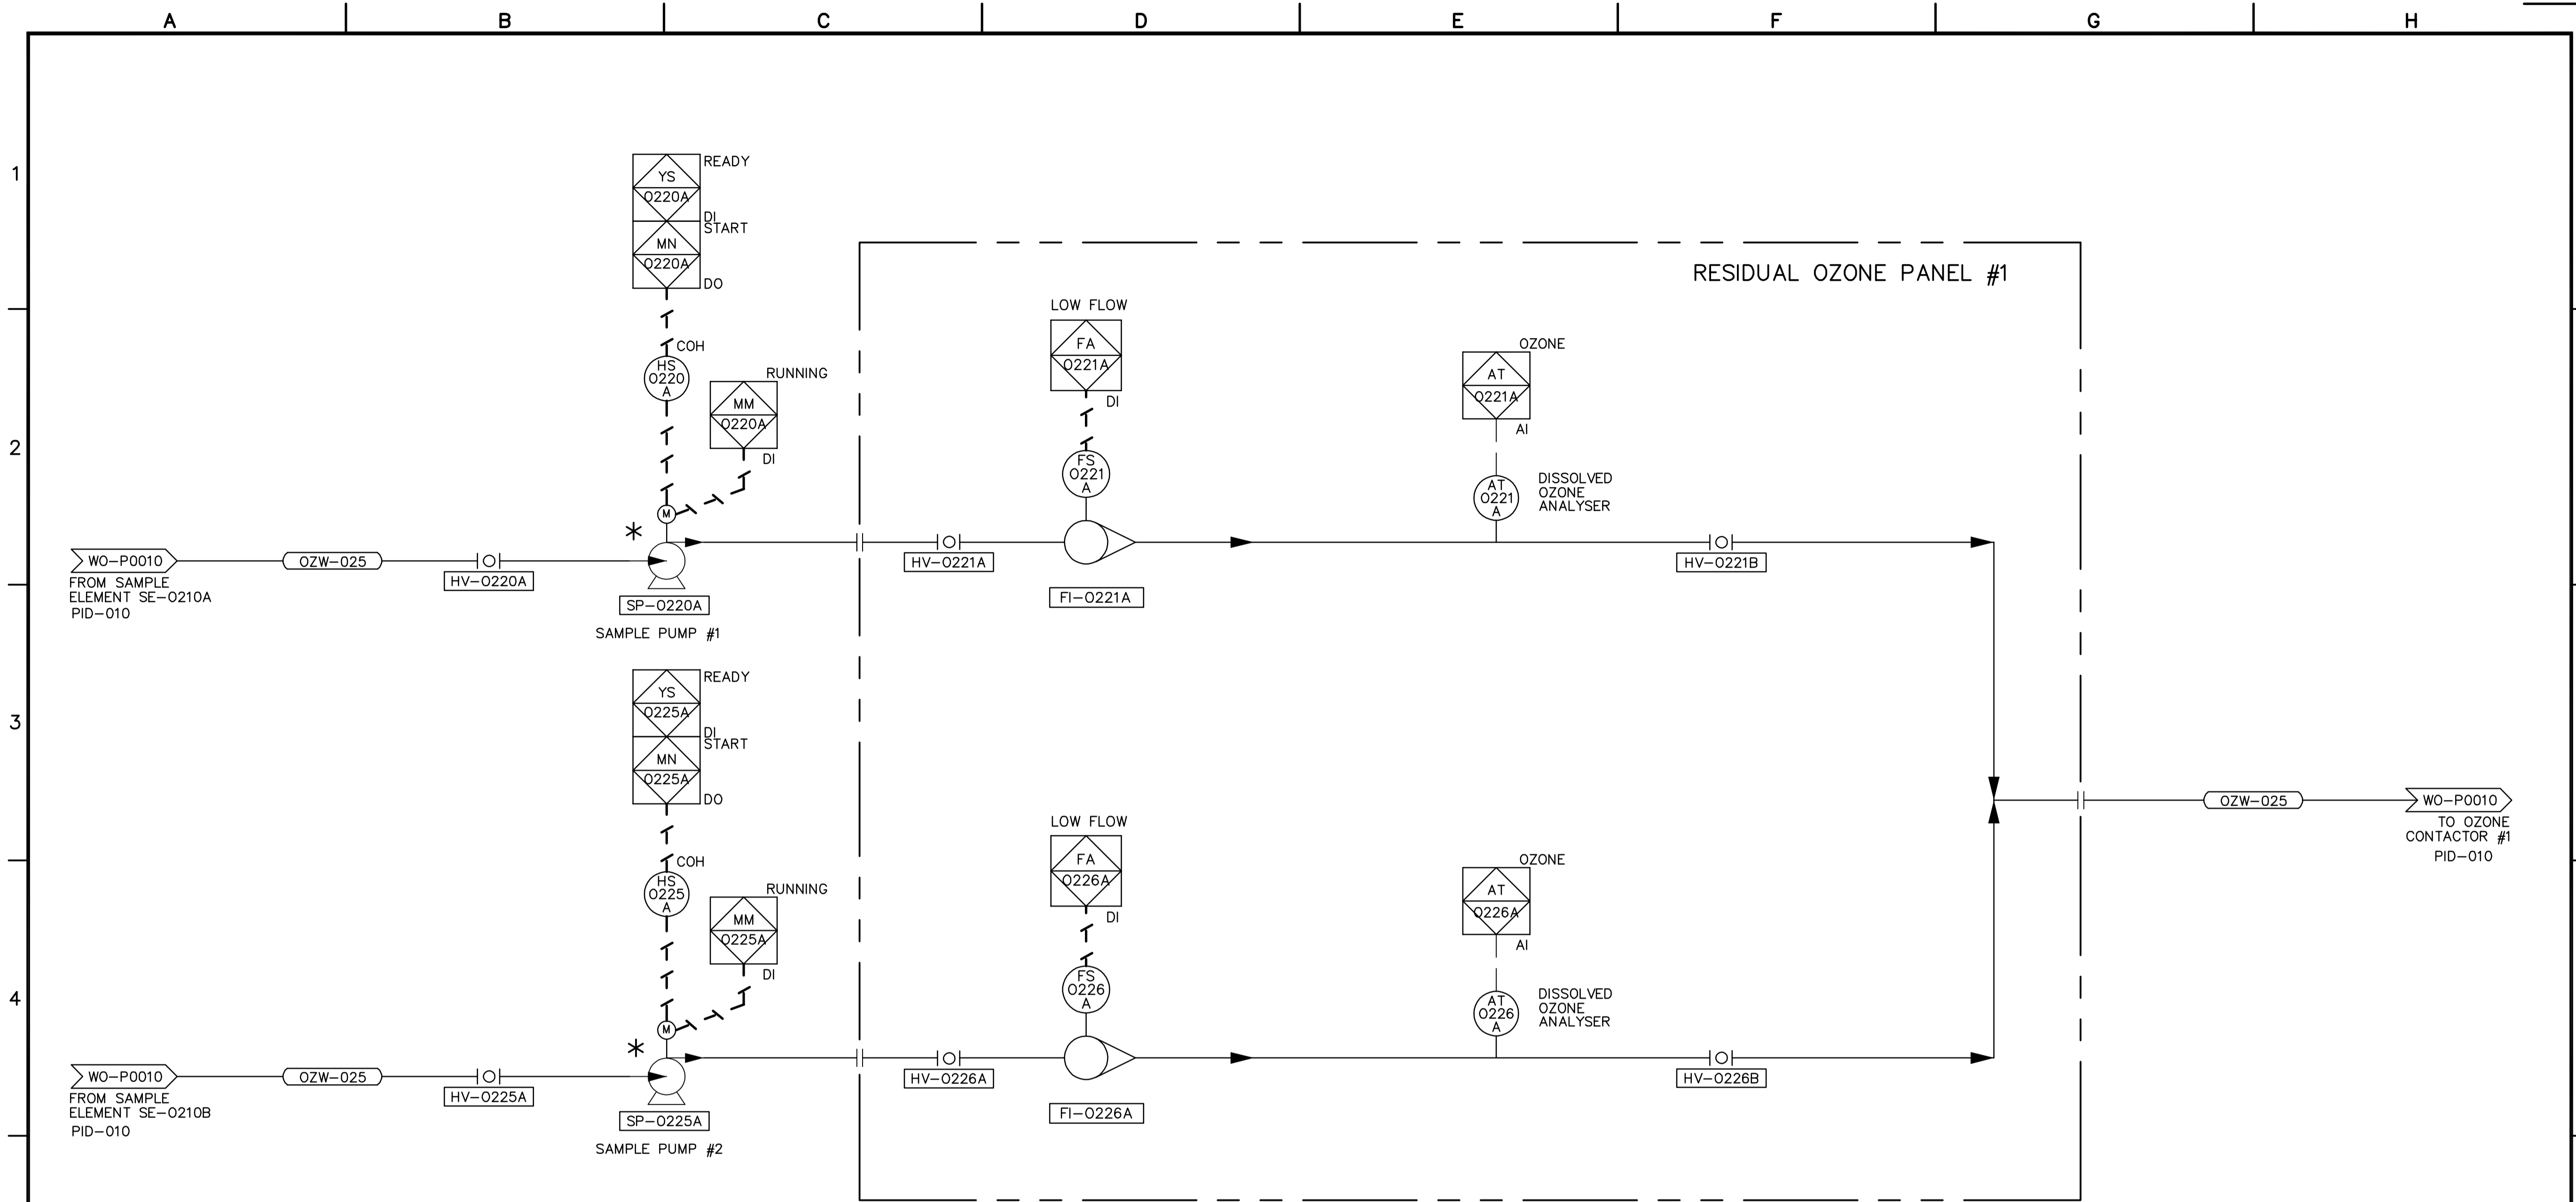 A B C D E F G H
1
2
3
4
READY
YS
0220A
DI
START
MN
0220A
DO
COH
HS
0220
A
RUNNING
MM
0220A
DI
M
*
WO-P0010
FROM SAMPLE
ELEMENT SE-0210A
PID-010
OZW-025
HV-0220A
SP-0220A
SAMPLE PUMP #1
RESIDUAL OZONE PANEL #1
LOW FLOW
FA
0221A
DI
FS
0221
A
HV-0221A
FI-0221A
OZONE
AT
0221A
AI
AT
0221
A
DISSOLVED
OZONE
ANALYSER
HV-0221B
READY
YS
0225A
DI
START
MN
0225A
DO
COH
HS
0225
A
RUNNING
MM
0225A
DI
M
*
WO-P0010
FROM SAMPLE
ELEMENT SE-0210B
PID-010
OZW-025
HV-0225A
SP-0225A
SAMPLE PUMP #2
LOW FLOW
FA
0226A
DI
FS
0226
A
HV-0226A
FI-0226A
OZONE
AT
0226A
AI
AT
0226
A
DISSOLVED
OZONE
ANALYSER
HV-0226B
OZW-025
WO-P0010
TO OZONE
CONTACTOR #1
PID-010